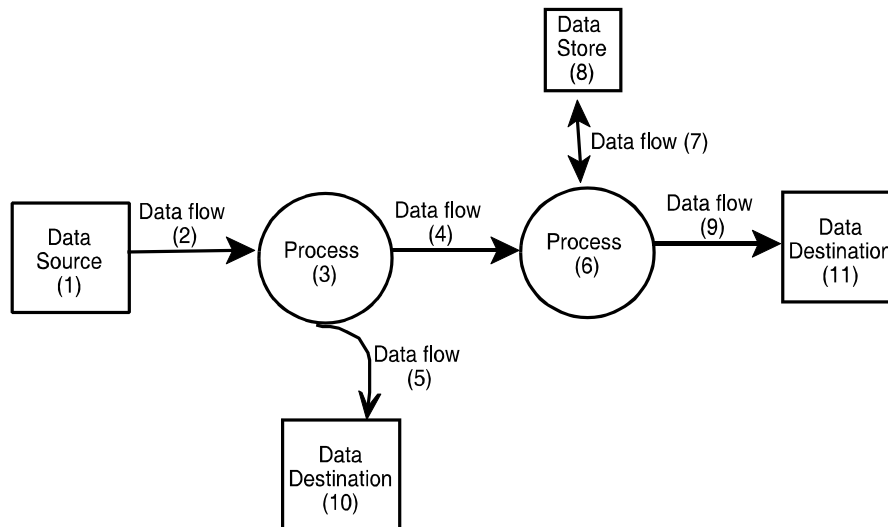 Data
Store
(8)
Data flow (7)
Data
Source
(1)
Data flow
(2)
Process
(3)
Data flow
(4)
Process
(6)
Data flow
(9)
Data
Destination
(11)
Data flow
(5)
Data
Destination
(10)